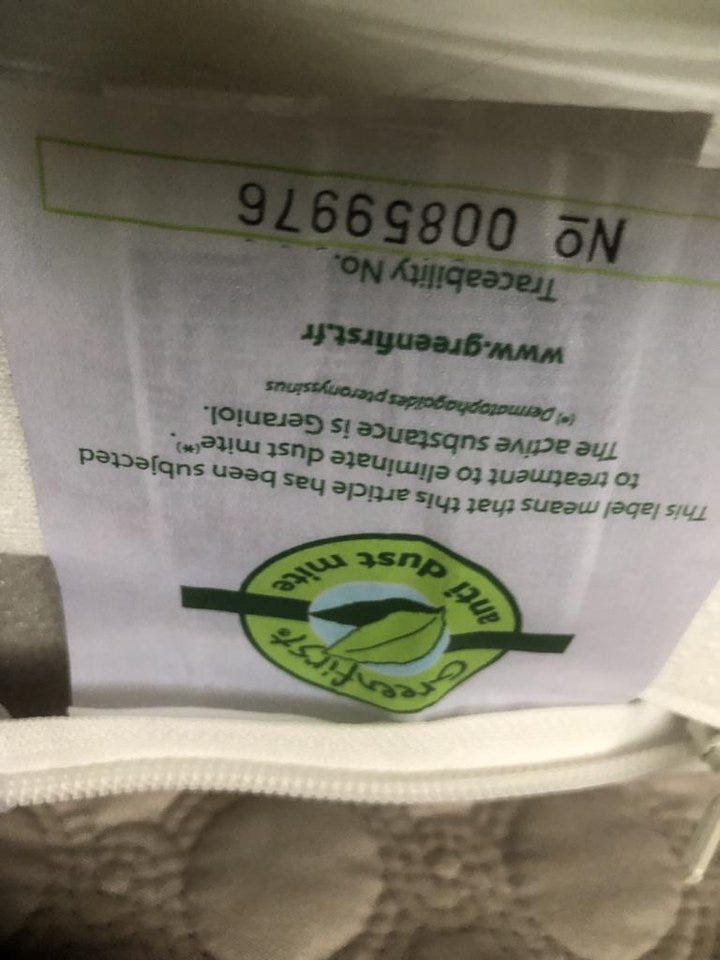 Greenfirst®
anti dust mite
This label means that this article has been subjected
to treatment to eliminate dust mite(*).
The active substance is Geraniol.
(*) Dermatophagoides pteronyssinus
www.greenfirst.fr
Traceability No.
No 00859976